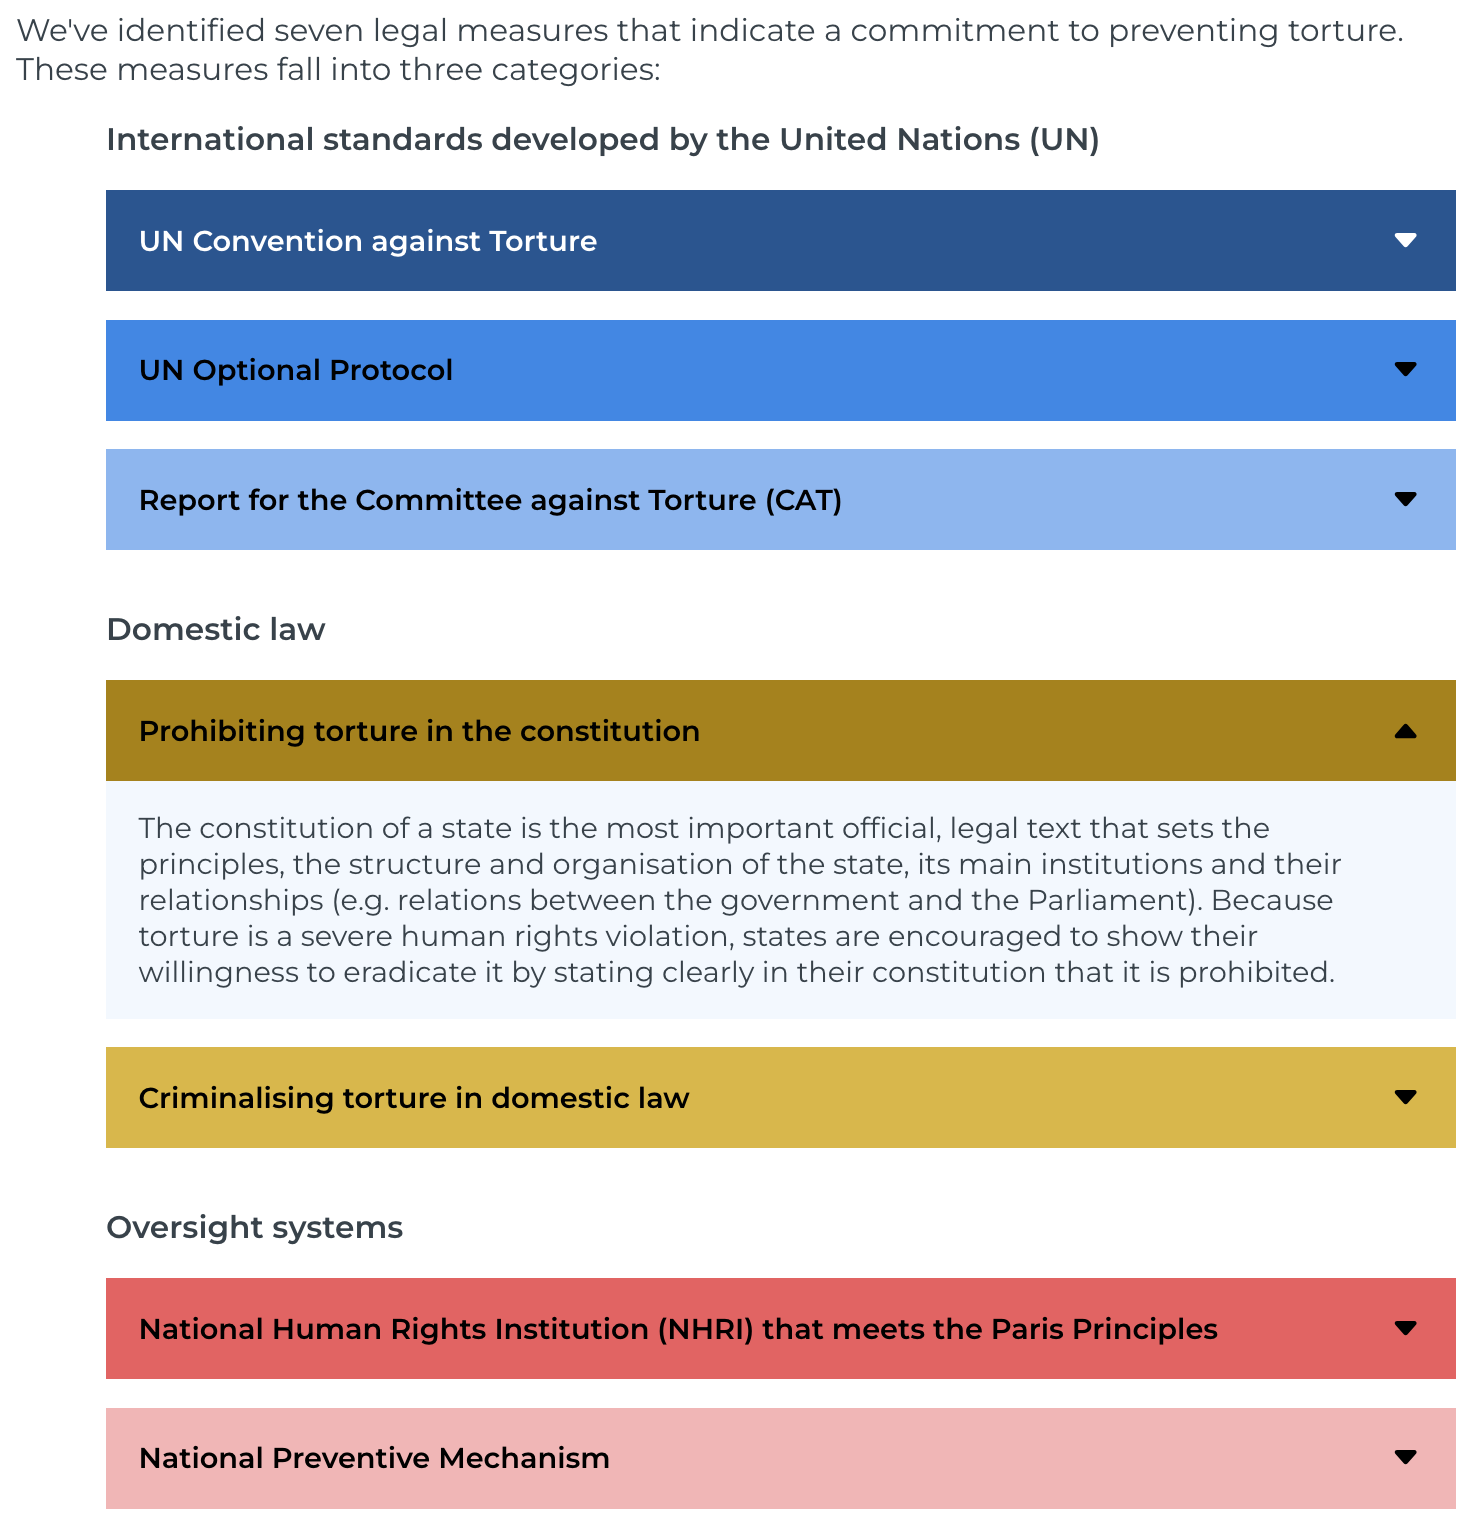 We've identified seven legal measures that indicate a commitment to preventing torture.
These measures fall into three categories:
International standards developed by the United Nations (UN)
UN Convention against Torture
UN Optional Protocol
Report for the Committee against Torture (CAT)
Domestic law
Prohibiting torture in the constitution
The constitution of a state is the most important official, legal text that sets the
principles, the structure and organisation of the state, its main institutions and their
relationships (e.g. relations between the government and the Parliament). Because
torture is a severe human rights violation, states are encouraged to show their
willingness to eradicate it by stating clearly in their constitution that it is prohibited.
Criminalising torture in domestic law
Oversight systems
National Human Rights Institution (NHRI) that meets the Paris Principles
National Preventive Mechanism